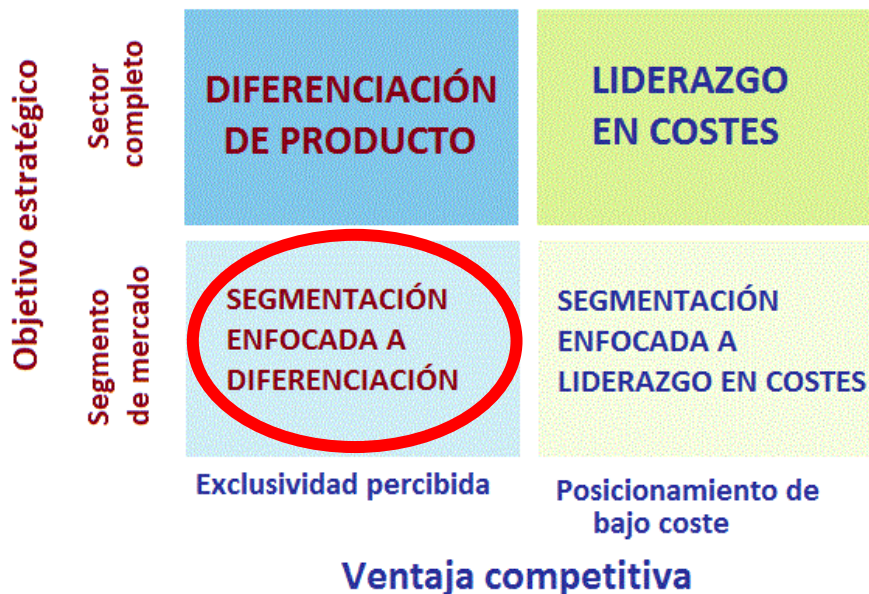 Objetivo estratégico
Sector
completo
DIFERENCIACIÓN
DE PRODUCTO
LIDERAZGO
EN COSTES
Segmento
de mercado
SEGMENTACIÓN
ENFOCADA A
DIFERENCIACIÓN
SEGMENTACIÓN
ENFOCADA A
LIDERAZGO EN COSTES
Exclusividad percibida
Posicionamiento de
bajo coste
Ventaja competitiva